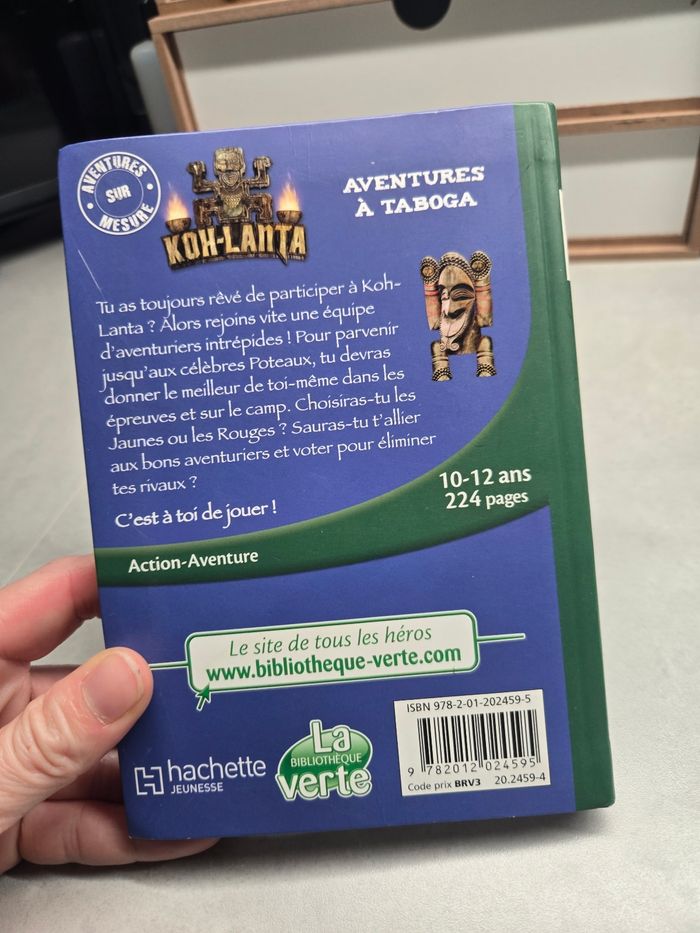 AVENTURES
SUR
MESURE
KOH-LANTA
AVENTURES
À TABOGA
Tu as toujours rêvé de participer à Koh-
Lanta ? Alors rejoins vite une équipe
d'aventuriers intrépides ! Pour parvenir
jusqu'aux célèbres Poteaux, tu devras
donner le meilleur de toi-même dans les
épreuves et sur le camp. Choisiras-tu les
Jaunes ou les Rouges ? Sauras-tu t'allier
aux bons aventuriers et voter pour éliminer
tes rivaux ?
C'est à toi de jouer !
10-12 ans
224 pages
Action-Aventure
Le site de tous les héros
www.bibliotheque-verte.com
hachette
JEUNESSE
La
BIBLIOTHÈQUE
verte
ISBN 978-2-01-202459-5
9 782012 024595
Code prix BRV3 20.2459-4